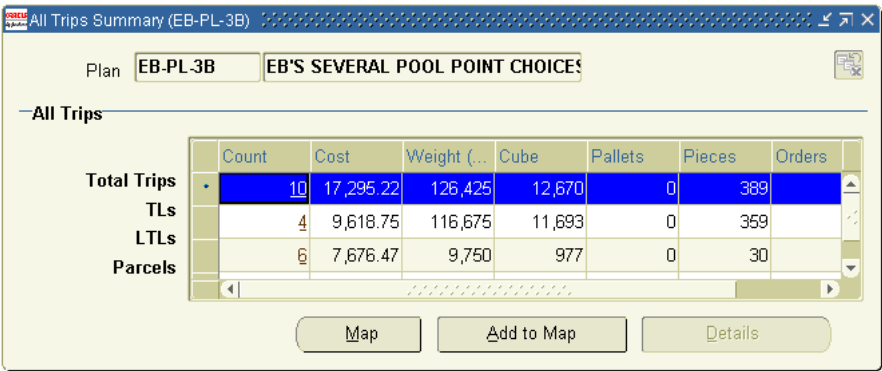 All Trips Summary (EB-PL-3B)
Plan EB-PL-3B EB'S SEVERAL POOL POINT CHOICES
All Trips
Count Cost Weight (... Cube Pallets Pieces Orders
Total Trips 10 17,295.22 126,425 12,670 0 389
TLs 4 9,618.75 116,675 11,693 0 359
LTLs 6 7,676.47 9,750 977 0 30
Parcels
Map Add to Map Details